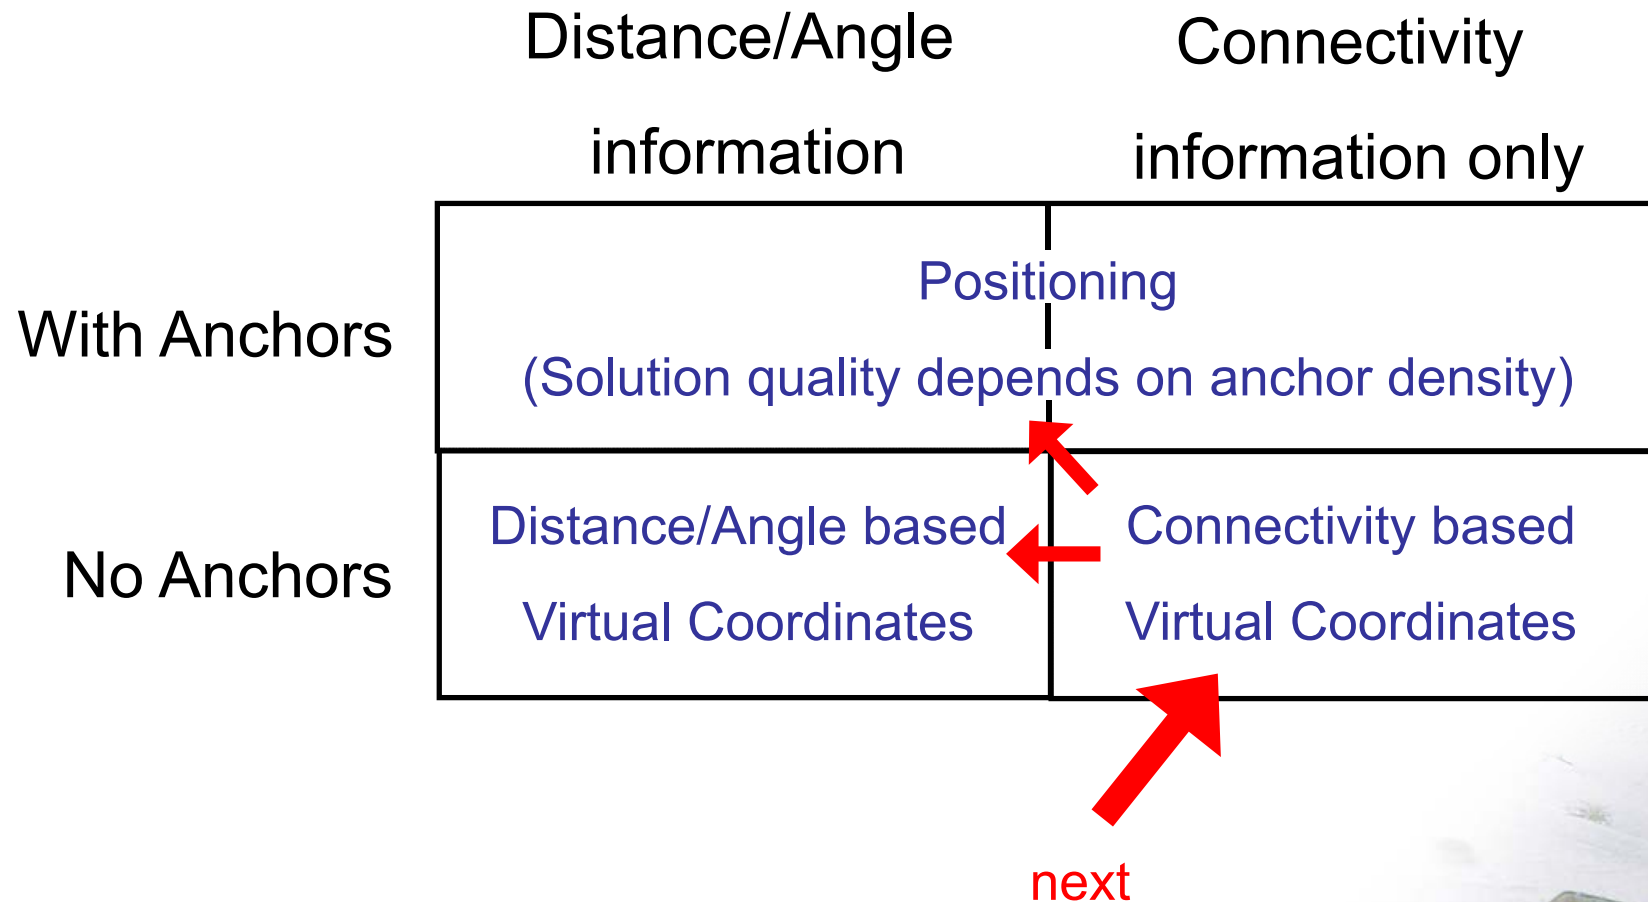 Distance/Angle
information
Connectivity
information only
With Anchors
Positioning
(Solution quality depends on anchor density)
No Anchors
Distance/Angle based
Virtual Coordinates
Connectivity based
Virtual Coordinates
next